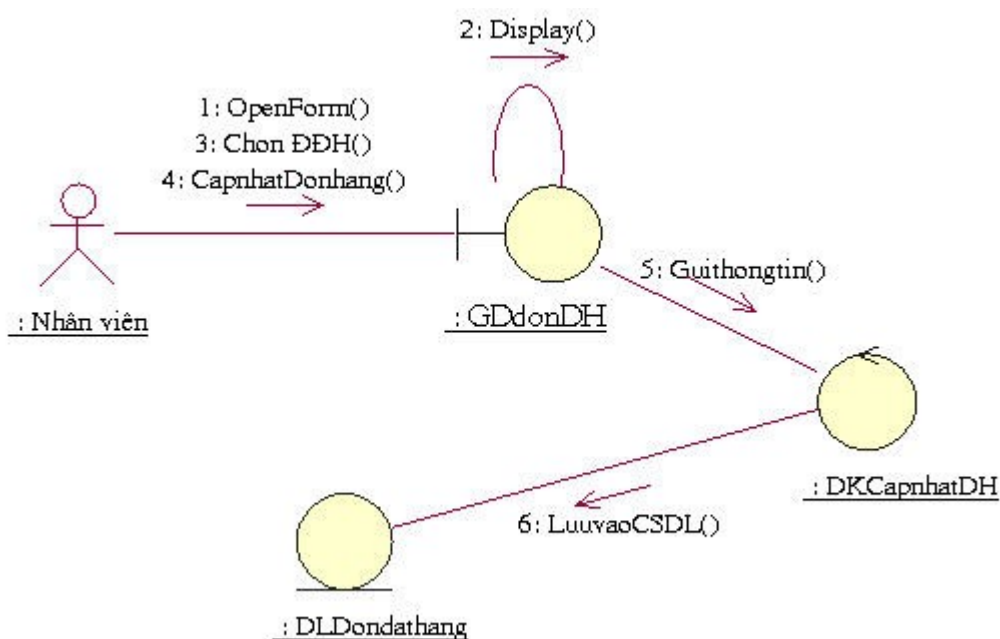 2: Display()
1: OpenForm()
3: Chon ĐĐH()
4: CapnhatDonhang()
5: Guithongtin()
: Nhân viên
: GDdonDH
: DKCapnhatDH
6: LuuvaoCSDL()
: DLDondathang